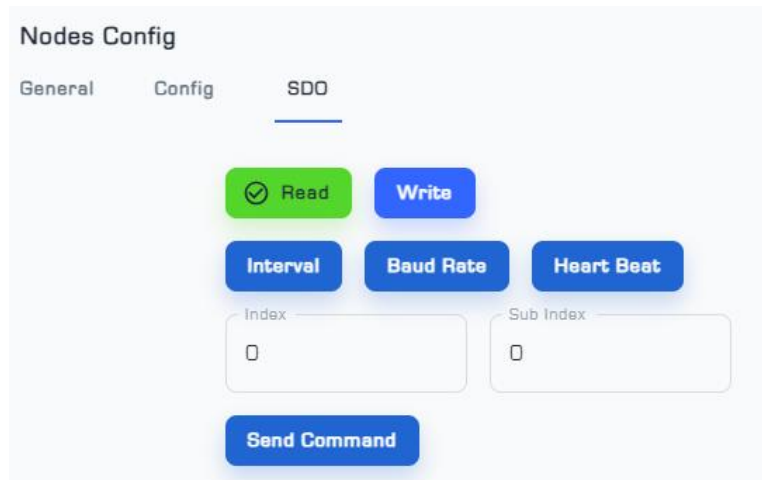 Nodes Config
General Config SDO
Read Write
Interval Baud Rate Heart Beat
Index Sub Index
0 0
Send Command